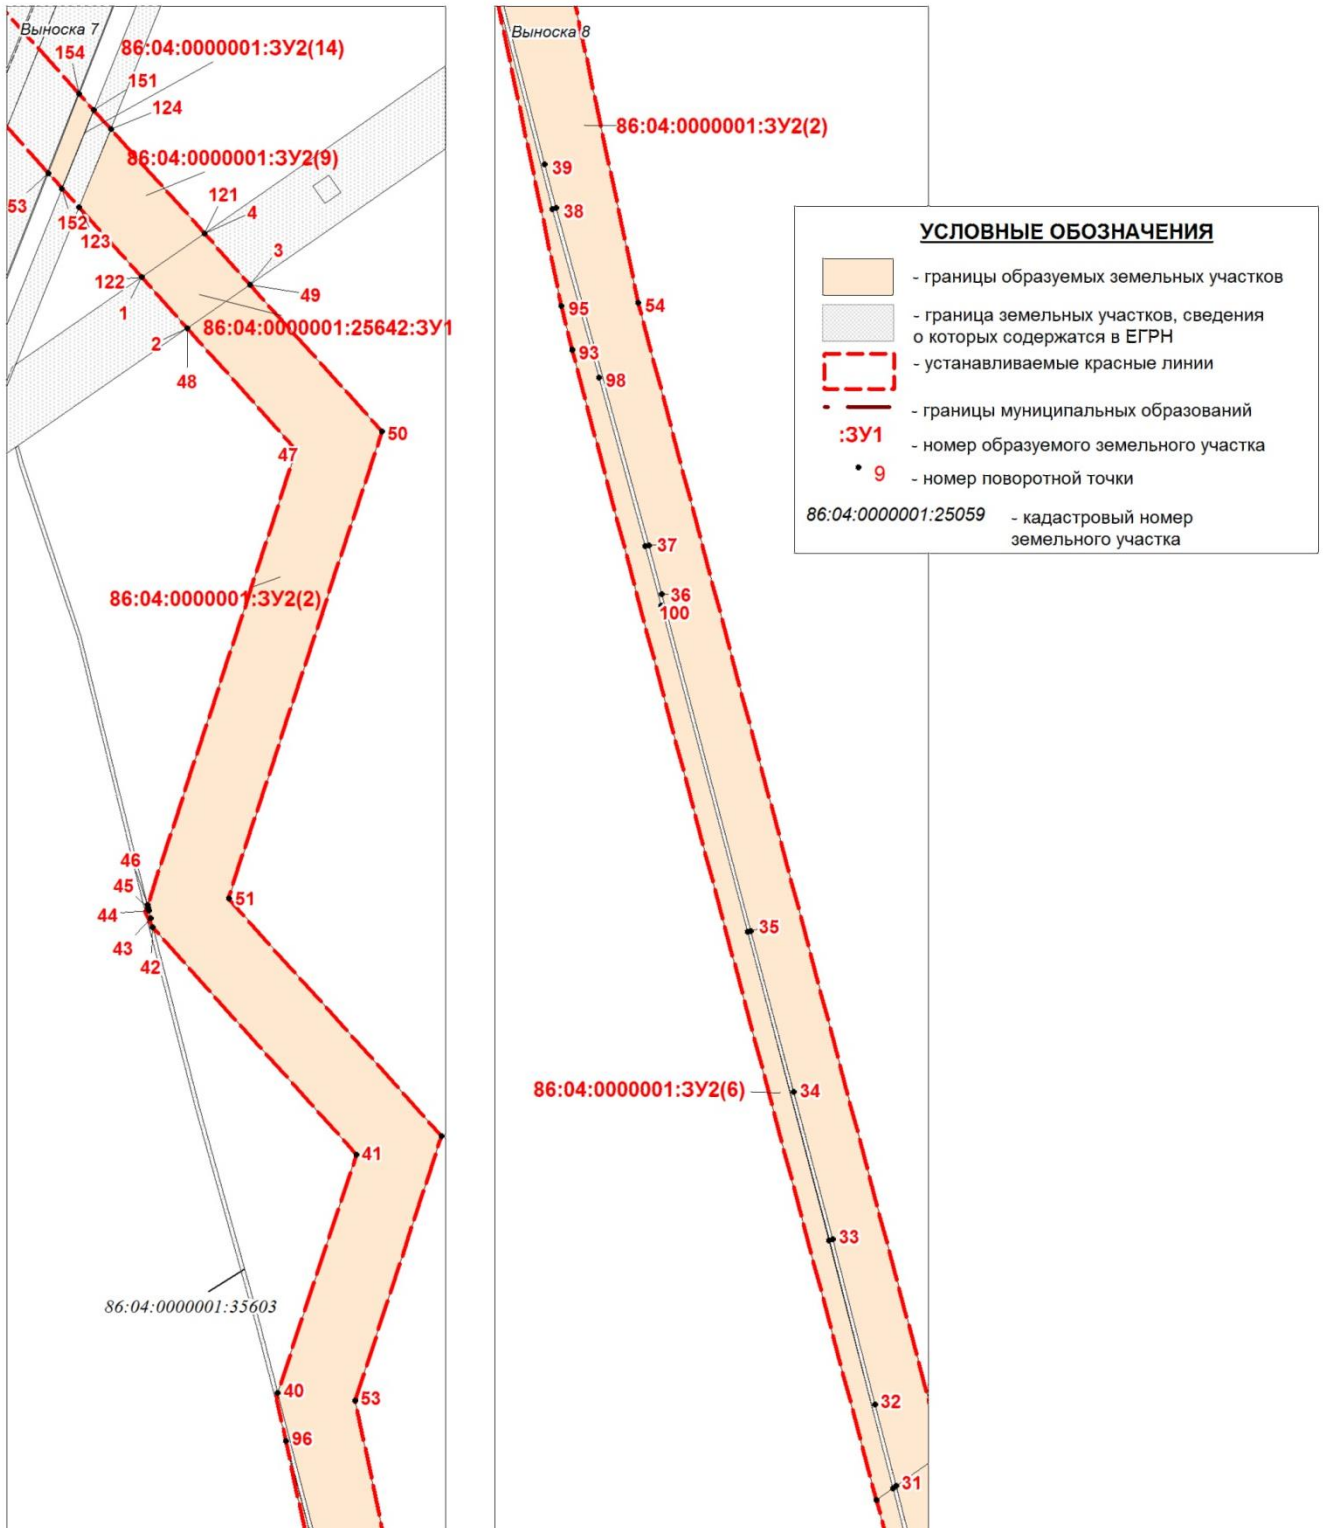 Выноска 7
154
86:04:0000001:ЗУ2(14)
151
124
86:04:0000001:ЗУ2(9)
53
152
123
121
4
3
122
1
49
86:04:0000001:25642:ЗУ1
2
48
50
47
86:04:0000001:ЗУ2(2)
46
45
44
43
42
51
41
86:04:0000001:35603
40
53
96
Выноска 8
86:04:0000001:ЗУ2(2)
39
38
95
54
93
98
37
36
100
35
86:04:0000001:ЗУ2(6)
34
33
32
31
УСЛОВНЫЕ ОБОЗНАЧЕНИЯ
- границы образуемых земельных участков
- граница земельных участков, сведения
о которых содержатся в ЕГРН
- устанавливаемые красные линии
- границы муниципальных образований
:ЗУ1 - номер образуемого земельного участка
9 - номер поворотной точки
86:04:0000001:25059 - кадастровый номер
земельного участка